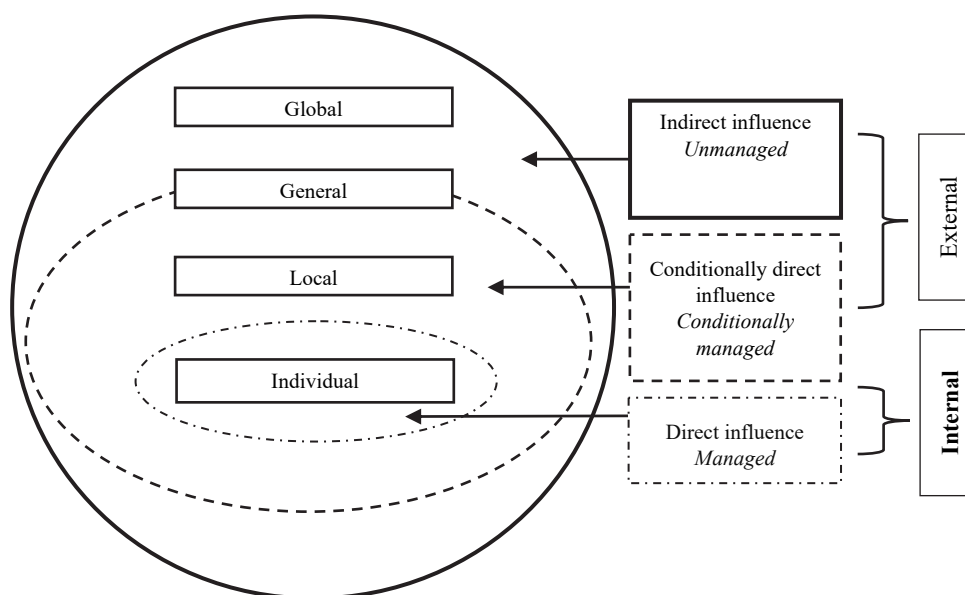 Global
General
Local
Individual
Indirect influence
Unmanaged
Conditionally direct
influence
Conditionally
managed
Direct influence
Managed
External
Internal